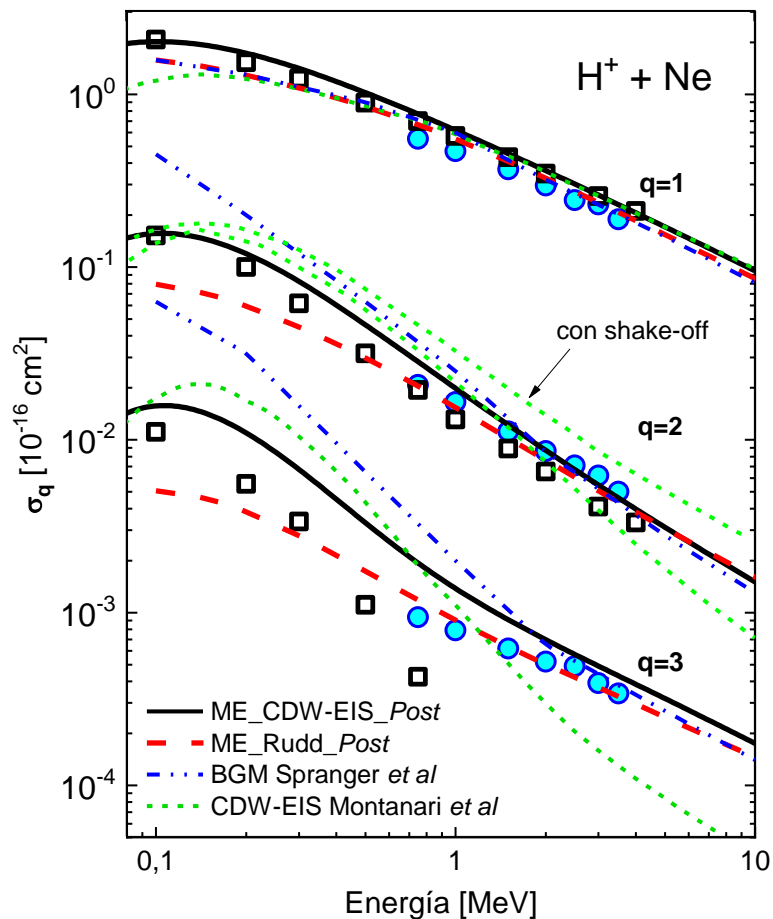 H⁺ + Ne
10⁰
q=1
10⁻¹
con shake-off
q=2
10⁻²
σq [10⁻¹⁶ cm²]
10⁻³
q=3
ME_CDW-EIS_Post
ME_Rudd_Post
BGM Spranger et al
10⁻⁴
CDW-EIS Montanari et al
0,1 1 10
Energía [MeV]